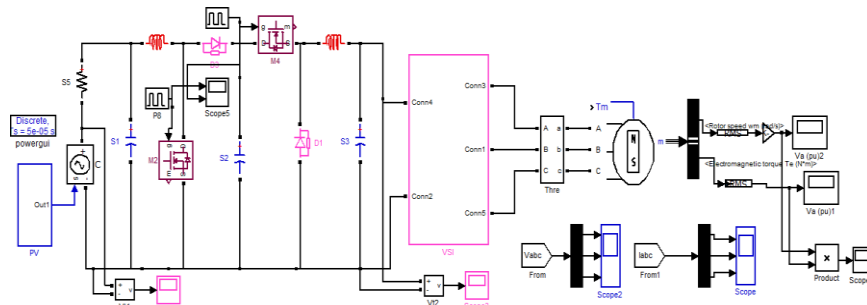 g m
D S
M4
D3
S5
P8
Scope5
Conn3
Discrete,
s = 5e-05 s
powergui
S1
M2
S2
D1
S3
Conn4
Conn1
Conn2
Conn5
VSI
C
Out1
PV
A a
B b
C c
Thre
Tm
A
B
C
N
S
m
<Rotor speed wm
RMS
Va (pu)2
<Electromagnetic torque Te (N*m)>
RMS
Va (pu)1
Vabc
From
Scope2
Iabc
From1
Scope
×
Product
Scope
+
-
v
+
-
v
Vt2